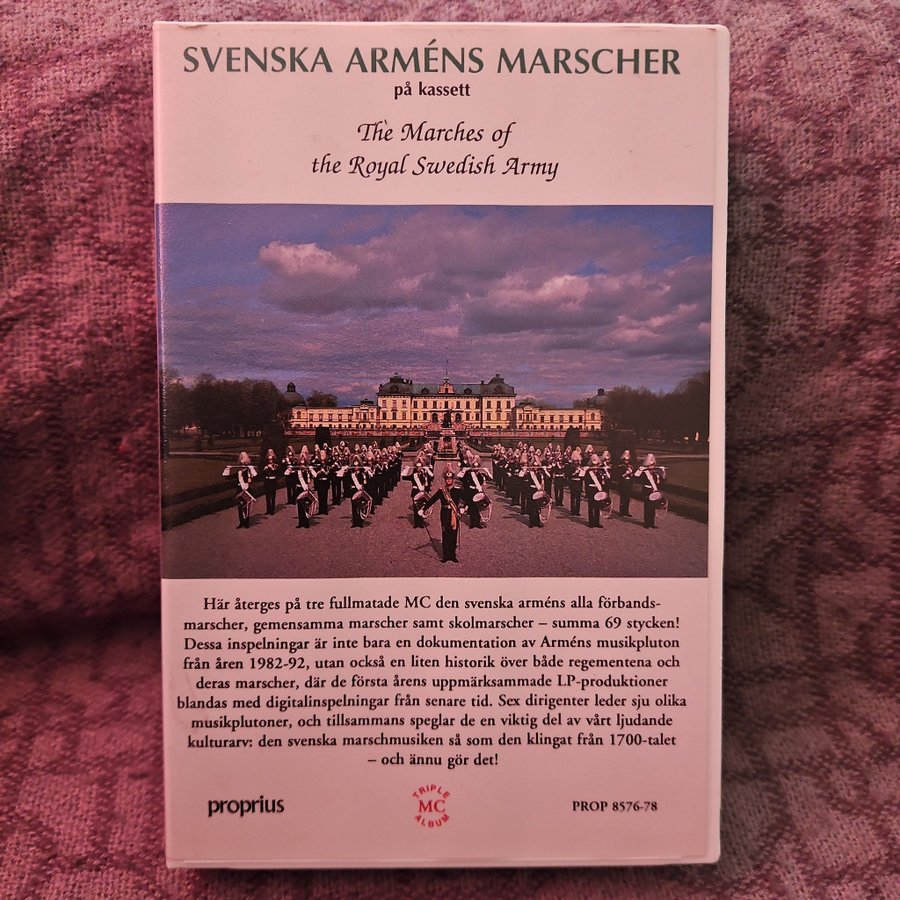 SVENSKA ARMÉNS MARSCHER
på kassett
The Marches of
the Royal Swedish Army
Här återges på tre fullmatade MC den svenska arméns alla förbands-
marscher, gemensamma marscher samt skolmarscher – summa 69 stycken!
Dessa inspelningar är inte bara en dokumentation av Arméns musikpluton
från åren 1982-92, utan också en liten historik över både regementena och
deras marscher, där de första årens uppmärksammade LP-produktioner
blandas med digitalinspelningar från senare tid. Sex dirigenter leder sju olika
musikplutoner, och tillsammans speglar de en viktig del av vårt ljudande
kulturarv: den svenska marschmusiken så som den klingat från 1700-talet
– och ännu gör det!
proprius
TRIPLE
MC
ALBUM
PROP 8576-78